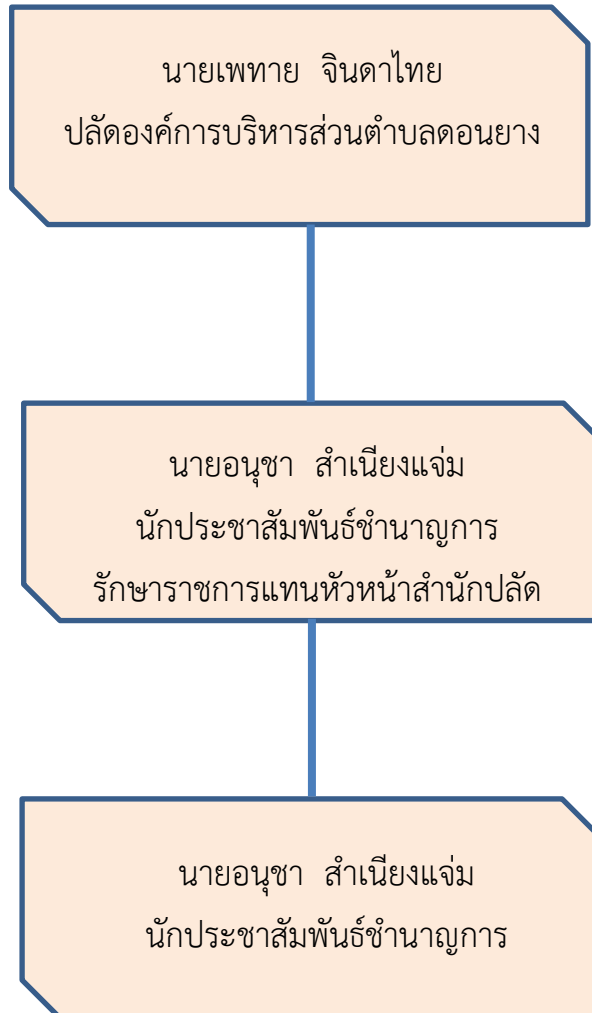 นายเพทาย  จินดาไทย
ปลัดองค์การบริหารส่วนตำบลดอนยาง
นายอนุชา  สำเนียงแจ่ม
นักประชาสัมพันธ์ชำนาญการ
รักษาราชการแทนหัวหน้าสำนักปลัด
นายอนุชา  สำเนียงแจ่ม
นักประชาสัมพันธ์ชำนาญการ